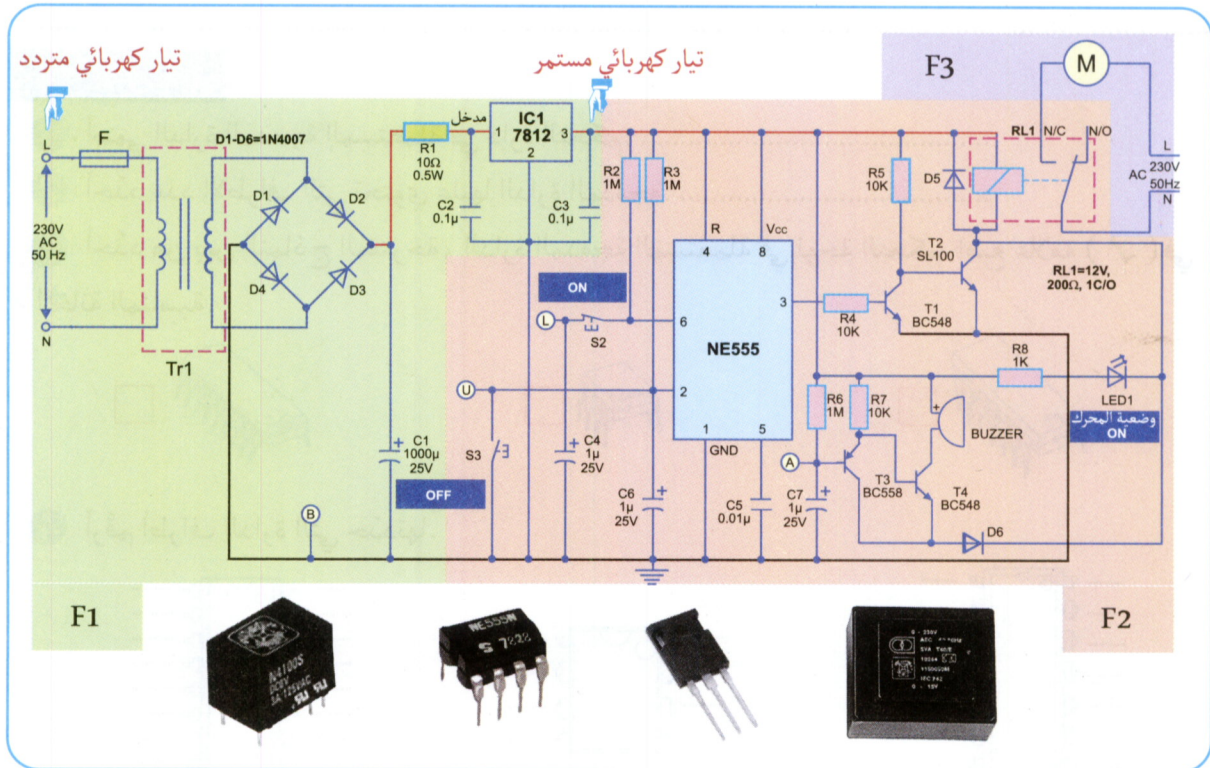 تيار كهربائي متردد
تيار كهربائي مستمر
F3
M
L
F
D1-D6=1N4007
230V
AC
50 Hz
N
Tr1
D1
D2
D4
D3
R1
10Ω
0.5W
مدخل
1
IC1
7812
3
2
C2
0.1µ
C3
0.1µ
R2
1M
R3
1M
R5
10K
D5
RL1
N/C
N/O
L
230V
AC
50Hz
N
RL1=12V,
200Ω, 1C/O
R
4
Vcc
8
T2
SL100
T1
BC548
3
R4
10K
ON
L
S2
6
NE555
U
2
S3
OFF
1
GND
5
C1
1000µ
25V
C4
1µ
25V
C6
1µ
25V
C5
0.01µ
C7
1µ
25V
R6
1M
R7
10K
R8
1K
LED1
وضعية المحرك
ON
BUZZER
A
T3
BC558
T4
BC548
D6
B
F1
F2
N4100S
NE555N
S 7828